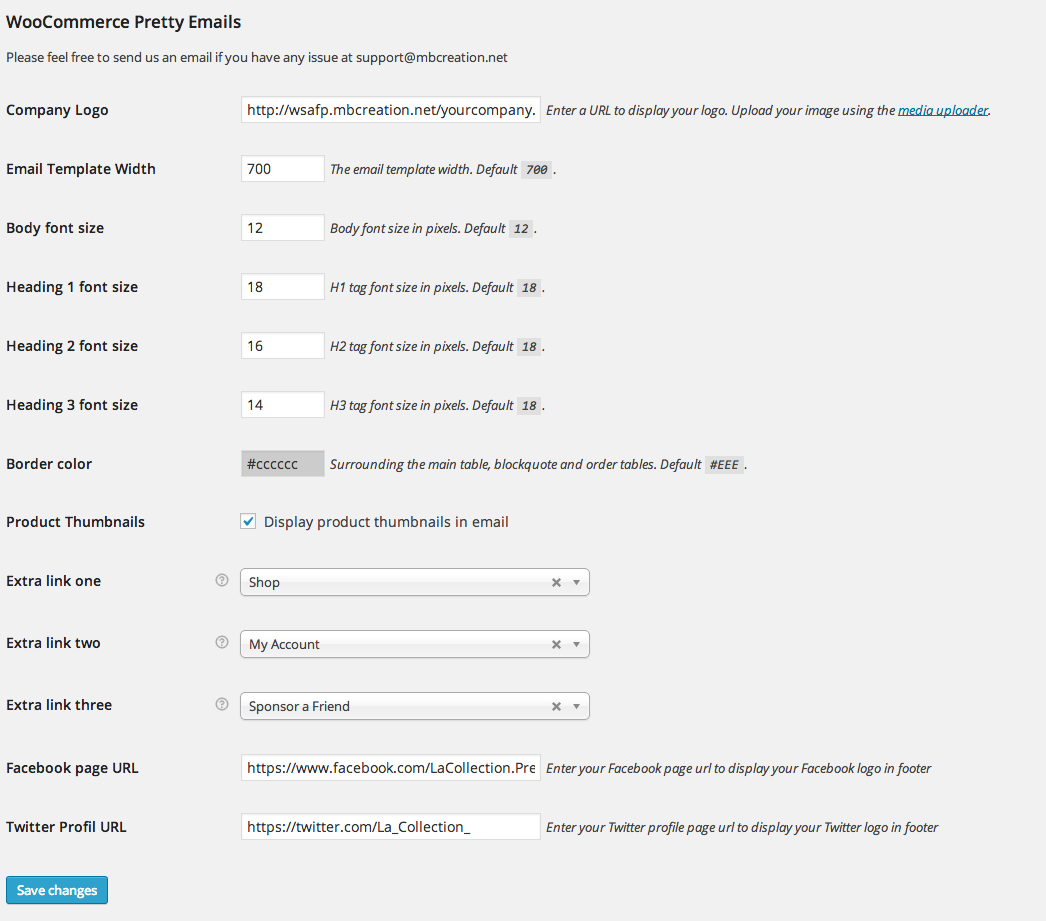 WooCommerce Pretty Emails
Please feel free to send us an email if you have any issue at support@mbcreation.net
Company Logo http://wsafp.mbcreation.net/yourcompany. Enter a URL to display your logo. Upload your image using the media uploader.
Email Template Width 700 The email template width. Default 700 .
Body font size 12 Body font size in pixels. Default 12 .
Heading 1 font size 18 H1 tag font size in pixels. Default 18 .
Heading 2 font size 16 H2 tag font size in pixels. Default 18 .
Heading 3 font size 14 H3 tag font size in pixels. Default 18 .
Border color #cccccc Surrounding the main table, blockquote and order tables. Default #EEE .
Product Thumbnails Display product thumbnails in email
Extra link one ? Shop
Extra link two ? My Account
Extra link three ? Sponsor a Friend
Facebook page URL https://www.facebook.com/LaCollection.Pre Enter your Facebook page url to display your Facebook logo in footer
Twitter Profil URL https://twitter.com/La_Collection_ Enter your Twitter profile page url to display your Twitter logo in footer
Save changes